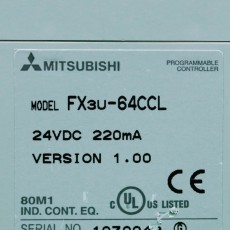 MITSUBISHI
PROGRAMMABLE
CONTROLLER
MODEL FX3U-64CCL
24VDC 220mA
VERSION 1.00
CE
80M1
IND. CONT. EQ.
C UL US LISTED
SERIAL NO.